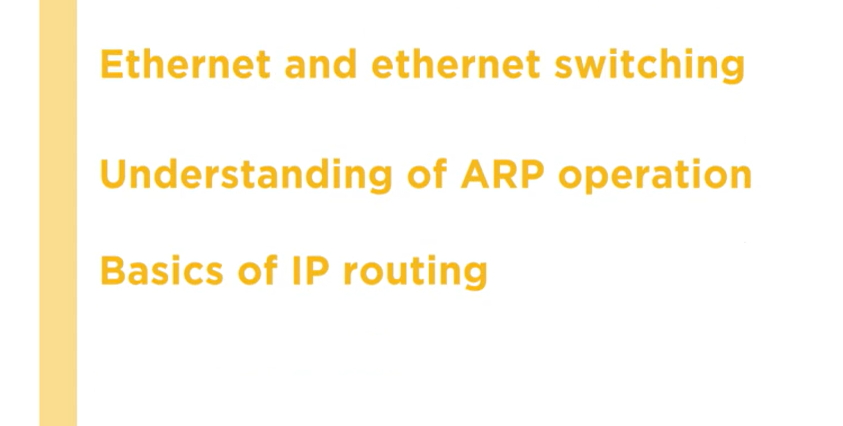 Ethernet and ethernet switching
Understanding of ARP operation
Basics of IP routing